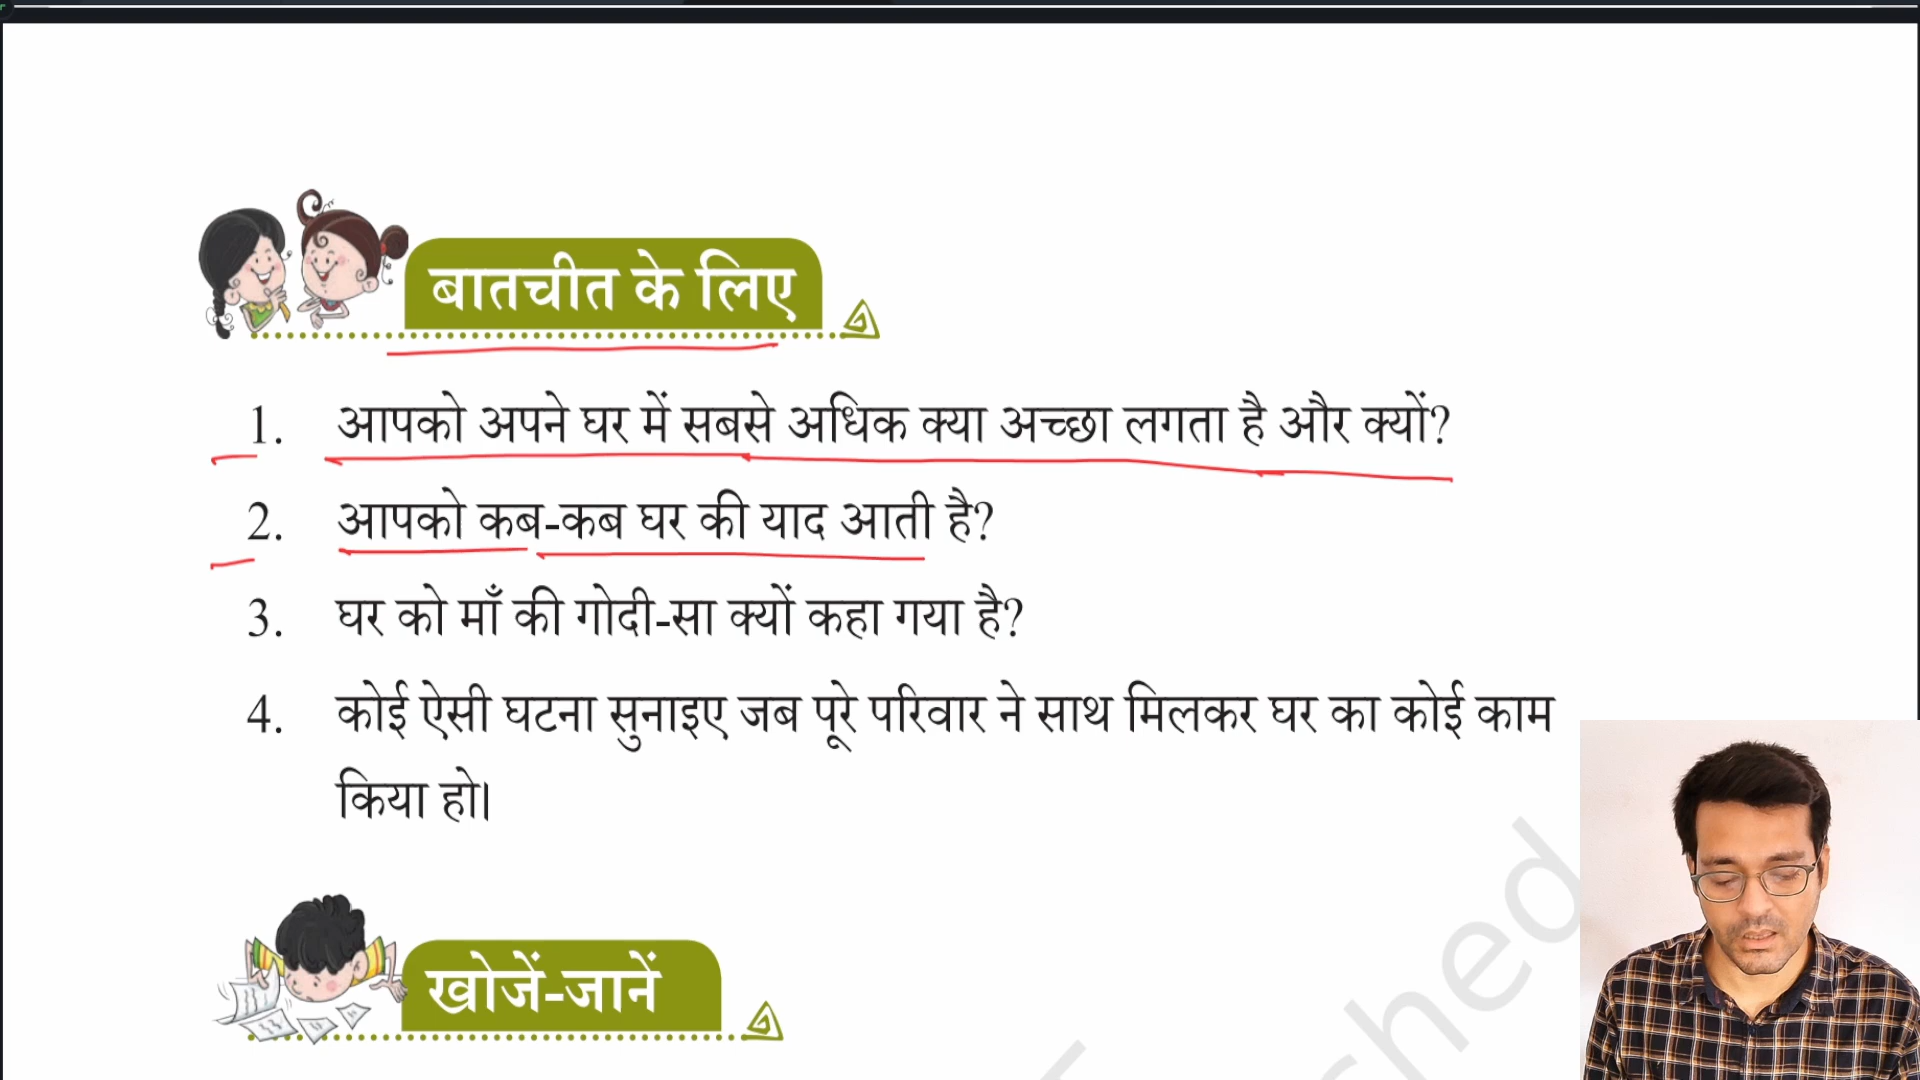 बातचीत के लिए
1. आपको अपने घर में सबसे अधिक क्या अच्छा लगता है और क्यों?
2. आपको कब-कब घर की याद आती है?
3. घर को माँ की गोदी-सा क्यों कहा गया है?
4. कोई ऐसी घटना सुनाइए जब पूरे परिवार ने साथ मिलकर घर का कोई काम
किया हो।
खोजें-जानें